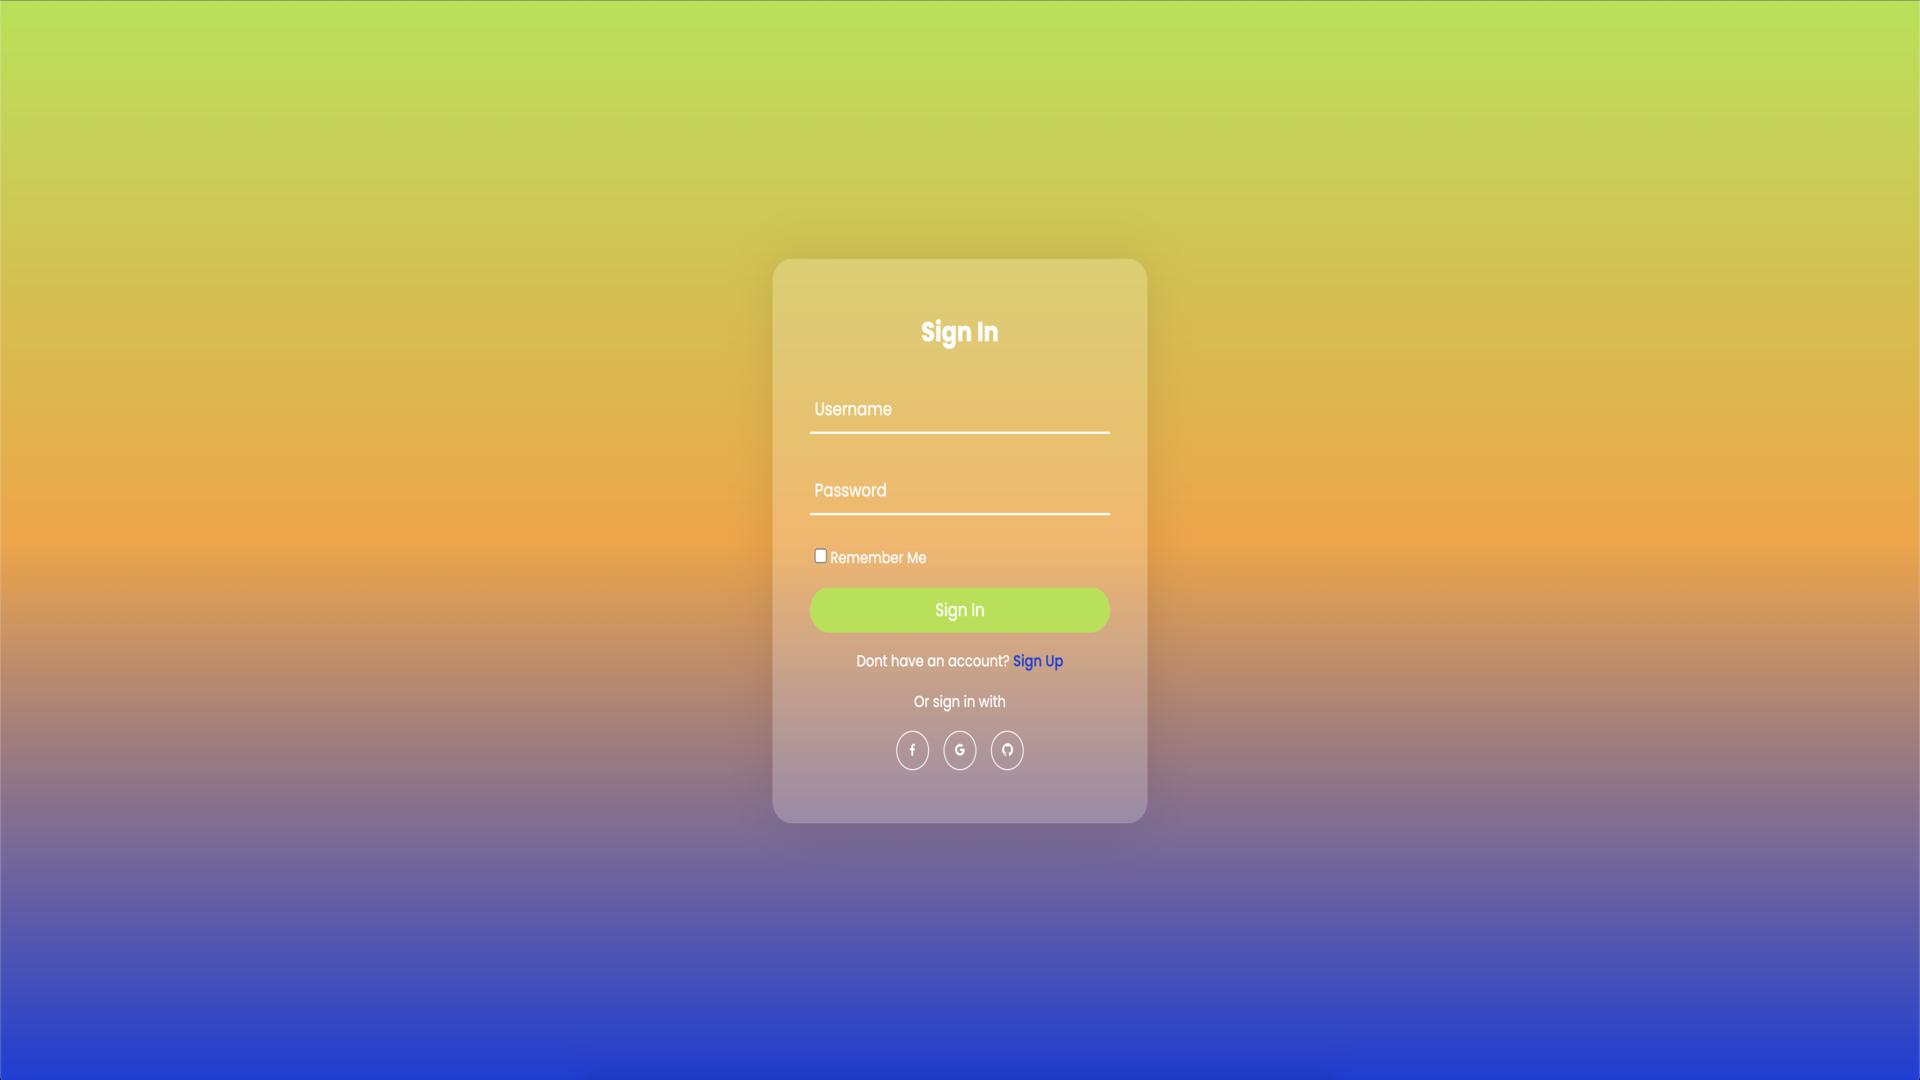 Sign In
Username
Password
Remember Me
Sign In
Dont have an account? Sign Up
Or sign in with